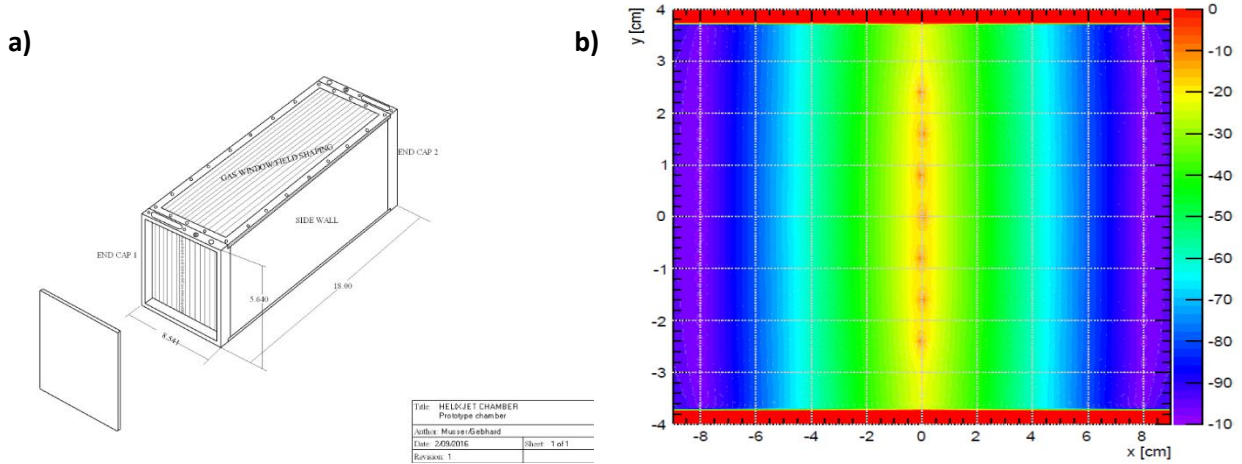 a)
GAS WINDOW/FIELD SHAPING
END CAP 2
SIDE WALL
END CAP 1
5.640
18.00
8.541
Title: HELIX/JET CHAMBER
Prototype chamber
Author: Musser/Gebhard
Date: 2/09/2016 Sheet: 1 of 1
Revision: 1
b)
y [cm]
4
3
2
1
0
-1
-2
-3
-4
-8 -6 -4 -2 0 2 4 6 8
x [cm]
0
-10
-20
-30
-40
-50
-60
-70
-80
-90
-10